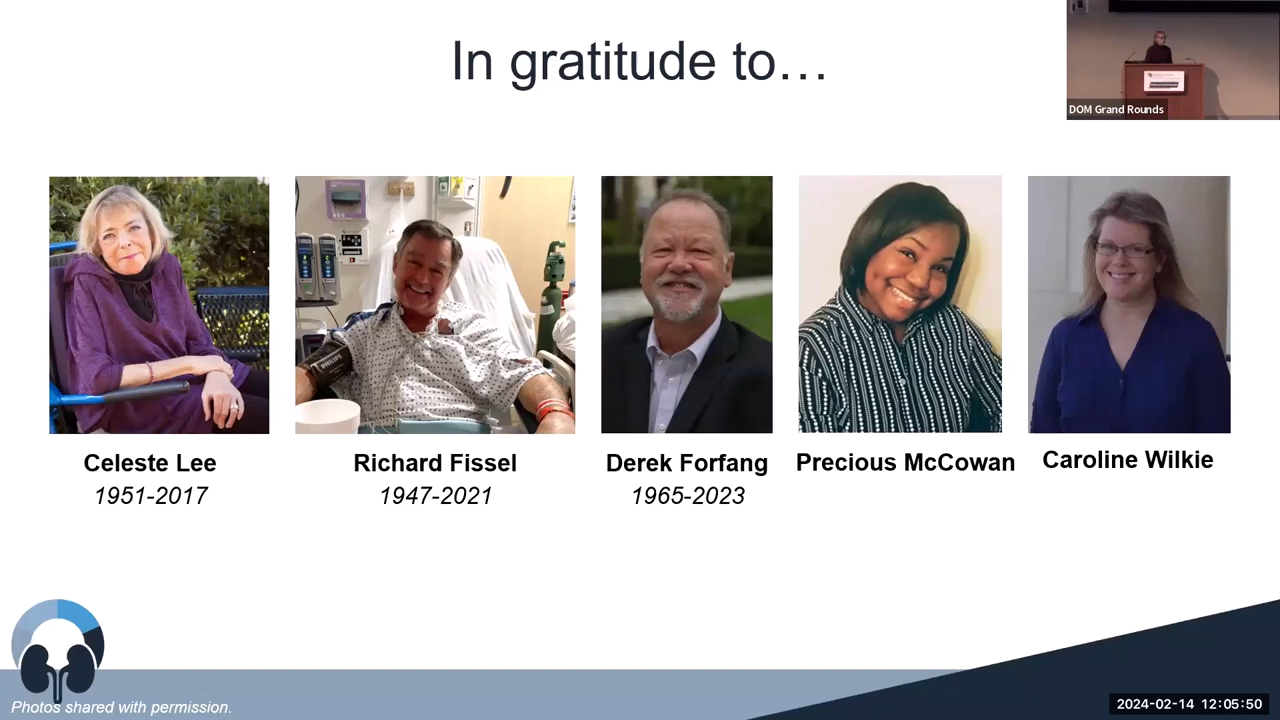 In gratitude to…
DOM Grand Rounds
PHILIPS
Celeste Lee
1951-2017
Richard Fissel
1947-2021
Derek Forfang
1965-2023
Precious McCowan
Caroline Wilkie
Photos shared with permission.
2024-02-14 12:05:50